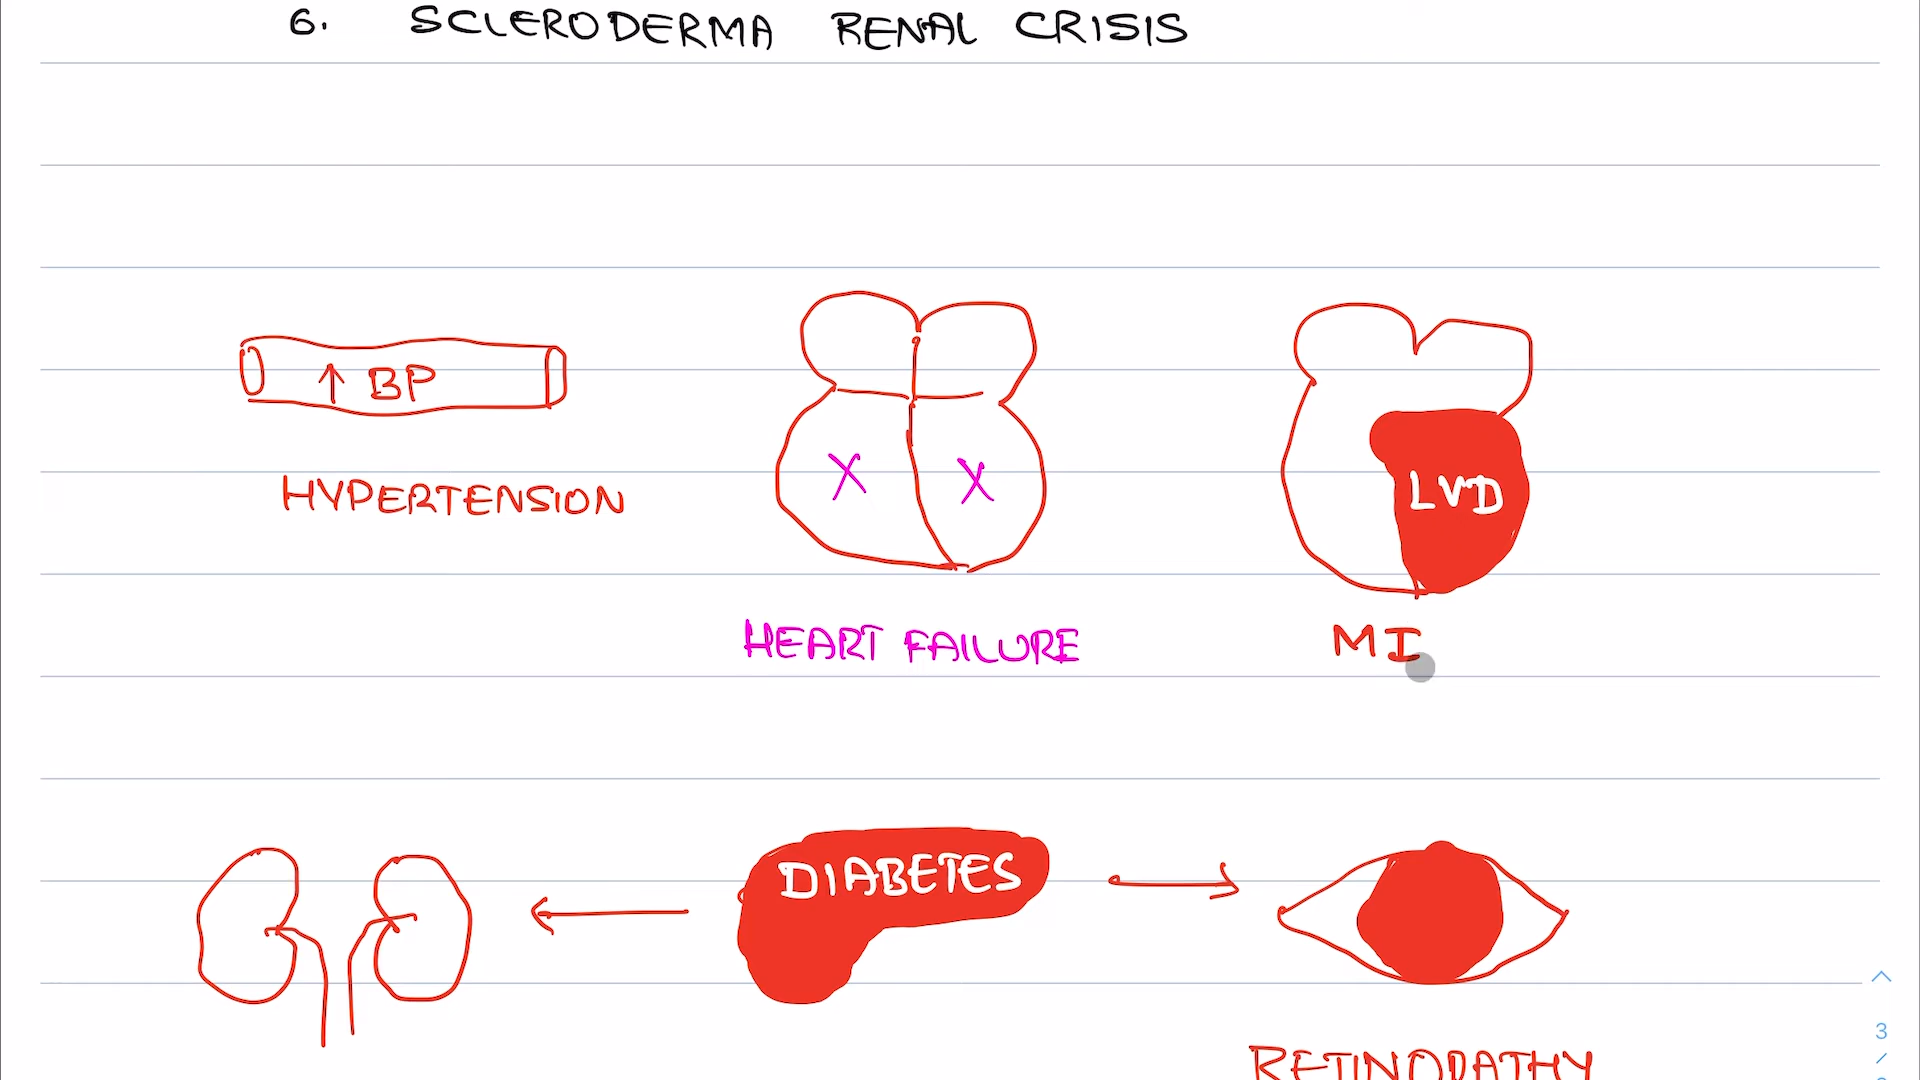 6. SCLERODERMA RENAL CRISIS
↑ BP
HYPERTENSION
HEART FAILURE
X X
LVD
MI
DIABETES
RETINOPATHY
3
/